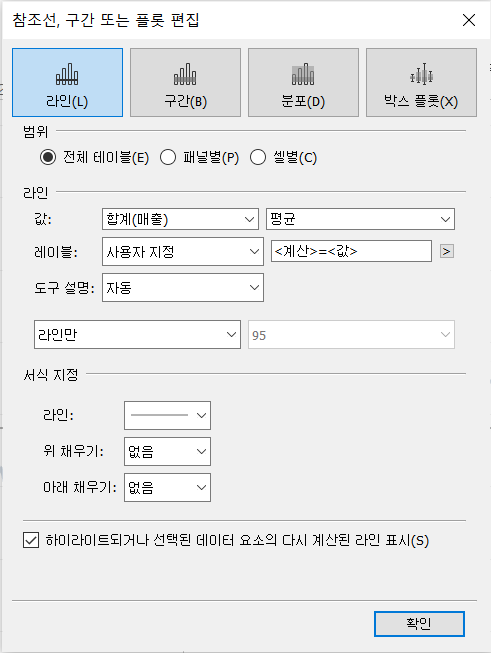 참조선, 구간 또는 플롯 편집
라인(L) 구간(B) 분포(D) 박스 플롯(X)
범위
전체 테이블(E) 패널별(P) 셀별(C)
라인
값: 합계(매출) 평균
레이블: 사용자 지정 <계산>=<값> >
도구 설명: 자동
라인만 95
서식 지정
라인:
위 채우기: 없음
아래 채우기: 없음
하이라이트되거나 선택된 데이터 요소의 다시 계산된 라인 표시(S)
확인